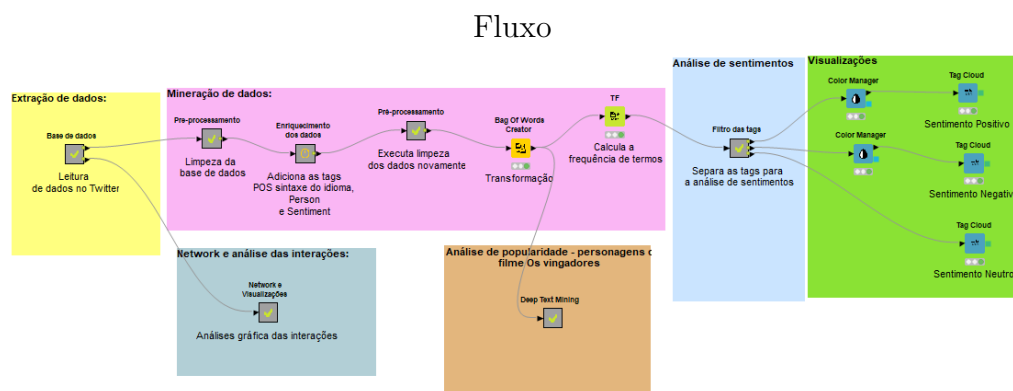 Fluxo
Extração de dados:
Base de dados
Leitura
de dados no Twitter
Mineração de dados:
Pre-processamento
Limpeza da
base de dados
Enriquecimento
dos dados
Adiciona as tags
POS sintaxe do idioma,
Person
e Sentiment
Pré-processamento
Executa limpeza
dos dados novamente
Bag Of Words
Creator
Transformação
TF
Calcula a
frequência de termos
Análise de sentimentos
Filtro das tags
Separa as tags para
a análise de sentimentos
Visualizações
Color Manager
Tag Cloud
Sentimento Positivo
Color Manager
Tag Cloud
Sentimento Negativ
Tag Cloud
Sentimento Neutro
Network e análise das interações:
Network e
Visualizações
Análises gráfica das interações
Análise de popularidade - personagens
filme Os vingadores
Deep Text Mining